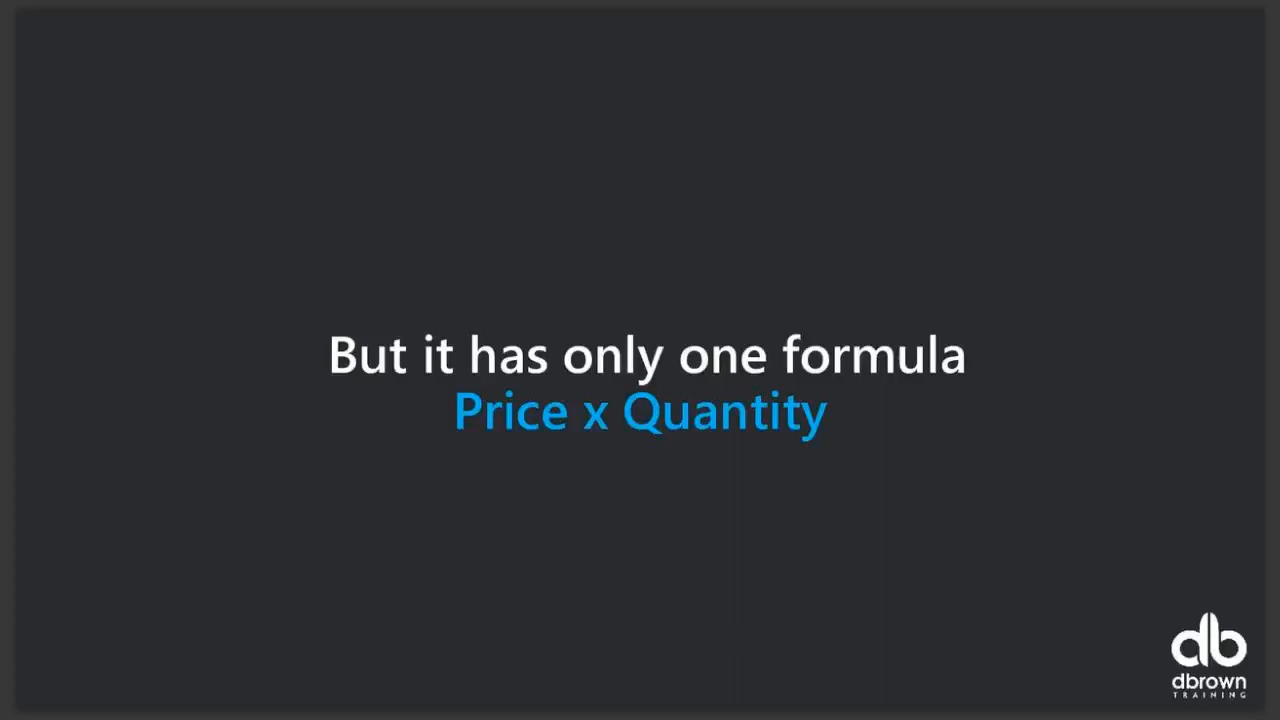 But it has only one formula
Price x Quantity
db
dbrown
TRAINING